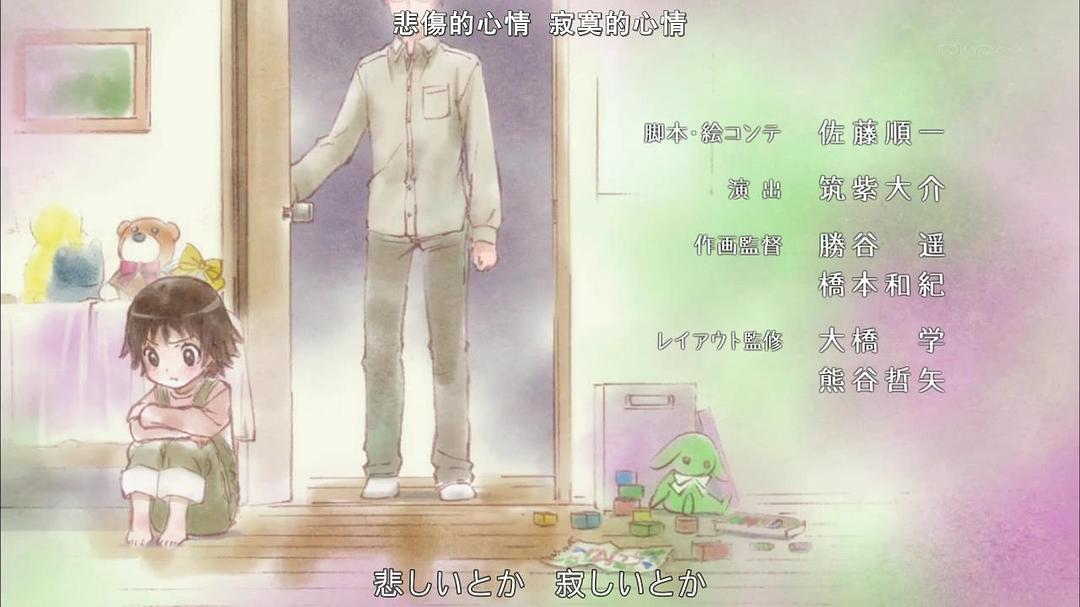 悲傷的心情 寂寞的心情
脚本・絵コンテ 佐藤順一
演出 筑紫大介
作画監督 勝谷 遥
橋本和紀
レイアウト監修 大橋 学
熊谷哲矢
悲しいとか 寂しいとか